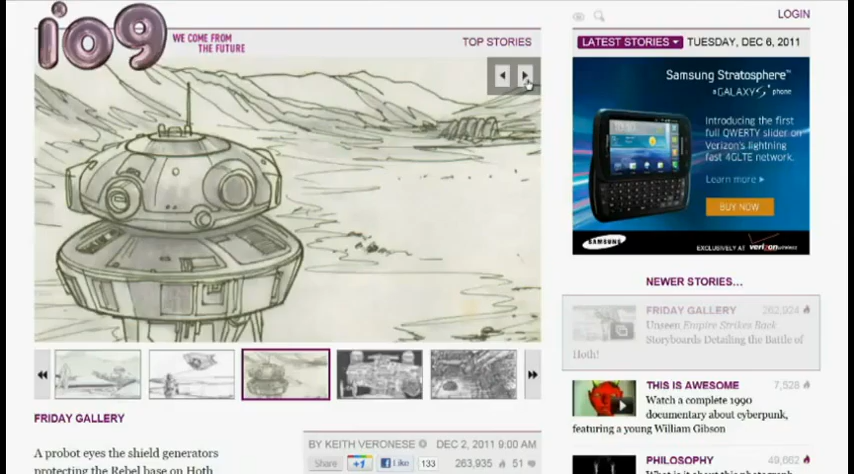 io9
WE COME FROM
THE FUTURE
TOP STORIES
LOGIN
LATEST STORIES
TUESDAY, DEC 6, 2011
Samsung Stratosphere™
a GALAXY S phone
Introducing the first
full QWERTY slider on
Verizon's lightning
fast 4GLTE network.
Learn more
BUY NOW
SAMSUNG
EXCLUSIVELY AT verizon wireless
NEWER STORIES...
FRIDAY GALLERY 262,924
Unseen Empire Strikes Back
Storyboards Detailing the Battle of
Hoth!
THIS IS AWESOME 7,528
Watch a complete 1990
documentary about cyberpunk,
featuring a young William Gibson
PHILOSOPHY 49,662
FRIDAY GALLERY
A probot eyes the shield generators
protecting the Rebel base on Hoth
BY KEITH VERONESE DEC 2, 2011 9:00 AM
Share +1 Like 133 263,935 51